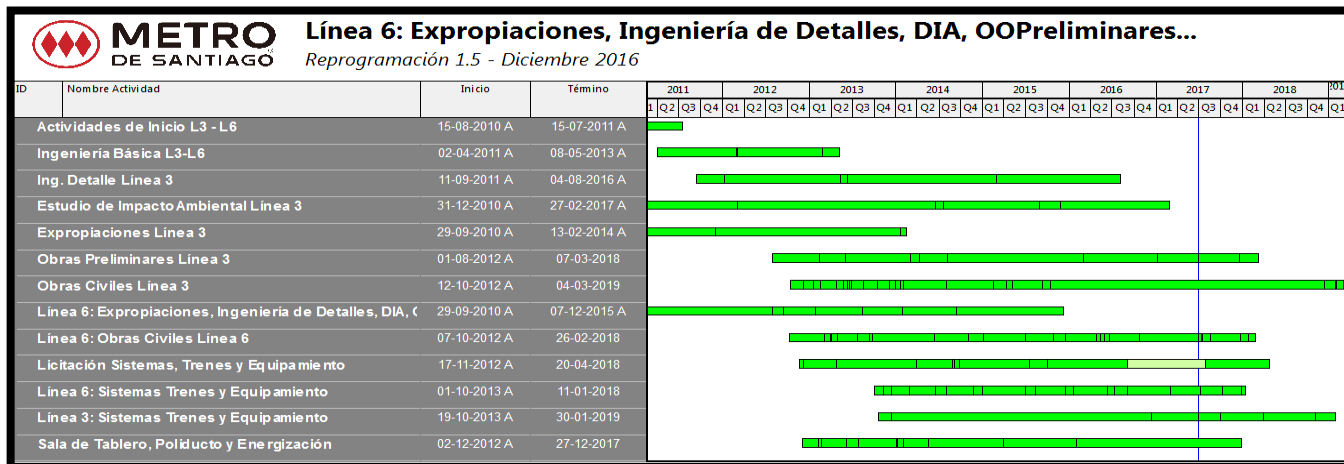 METRO
DE SANTIAGO
Línea 6: Expropiaciones, Ingeniería de Detalles, DIA, OOPreliminares...
Reprogramación 1.5 - Diciembre 2016
ID Nombre Actividad Inicio Término 2011 2012 2013 2014 2015 2016 2017 2018 201
1 Q2 Q3 Q4 Q1 Q2 Q3 Q4 Q1 Q2 Q3 Q4 Q1 Q2 Q3 Q4 Q1 Q2 Q3 Q4 Q1 Q2 Q3 Q4 Q1 Q2 Q3 Q4 Q1 Q2 Q3 Q4 Q1
Actividades de Inicio L3 - L6 15-08-2010 A 15-07-2011 A
Ingeniería Básica L3-L6 02-04-2011 A 08-05-2013 A
Ing. Detalle Línea 3 11-09-2011 A 04-08-2016 A
Estudio de Impacto Ambiental Línea 3 31-12-2010 A 27-02-2017 A
Expropiaciones Línea 3 29-09-2010 A 13-02-2014 A
Obras Preliminares Línea 3 01-08-2012 A 07-03-2018
Obras Civiles Línea 3 12-10-2012 A 04-03-2019
Línea 6: Expropiaciones, Ingenieria de Detalles, DIA, 29-09-2010 A 07-12-2015 A
Línea 6: Obras Civiles Línea 6 07-10-2012 A 26-02-2018
Licitación Sistemas, Trenes y Equipamiento 17-11-2012 A 20-04-2018
Línea 6: Sistemas Trenes y Equipamiento 01-10-2013 A 11-01-2018
Línea 3: Sistemas Trenes y Equipamiento 19-10-2013 A 30-01-2019
Sala de Tablero, Poliducto y Energización 02-12-2012 A 27-12-2017